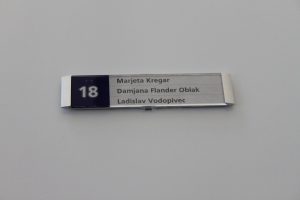 18
Marjeta Kregar
Damjana Flander Oblak
Ladislav Vodopivec